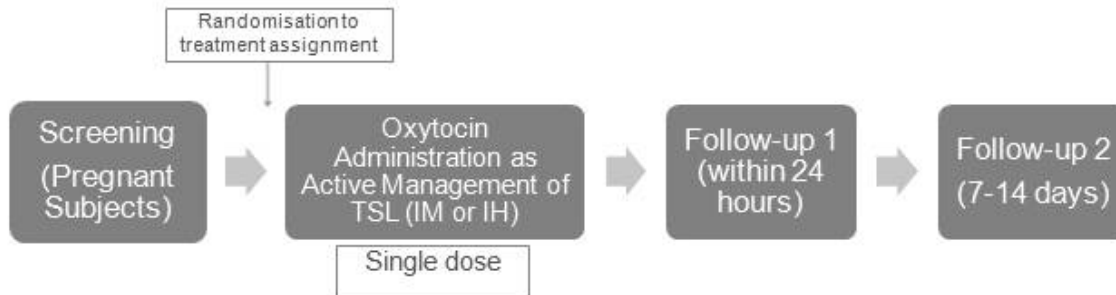 Randomisation to
treatment assignment
Screening
(Pregnant
Subjects)
Oxytocin
Administration as
Active Management of
TSL (IM or IH)
Single dose
Follow-up 1
(within 24
hours)
Follow-up 2
(7-14 days)